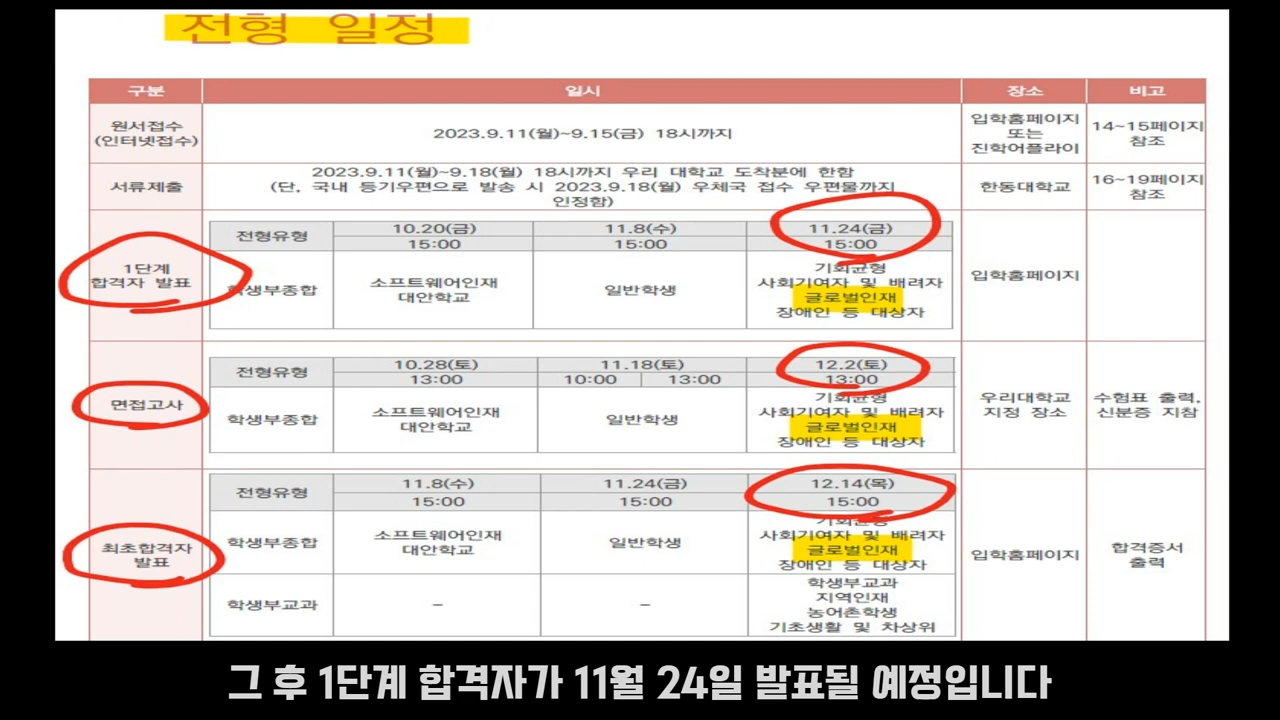 전형 일정
구분 일시 장소 비고
원서접수
(인터넷접수)
2023.9.11(월)~9.15(금) 18시까지
입학홈페이지
또는
진학어플라이
14~15페이지
참조
서류제출
2023.9.11(월)~9.18(월) 18시까지 우리 대학교 도착분에 한함
(단, 국내 등기우편으로 발송 시 2023.9.18(월) 우체국 접수 우편물까지
인정함)
한동대학교
16~19페이지
참조
1단계
합격자 발표
전형유형
10.20(금) 11.8(수) 11.24(금)
15:00 15:00 15:00
학생부종합
소프트웨어인재
대안학교
일반학생
기회균형
사회기여자 및 배려자
글로벌인재
장애인 등 대상자
입학홈페이지
면접고사
전형유형
10.28(토) 11.18(토) 12.2(토)
13:00 10:00 13:00 13:00
학생부종합
소프트웨어인재
대안학교
일반학생
기회균형
사회기여자 및 배려자
글로벌인재
장애인 등 대상자
우리대학교
지정 장소
수험표 출력,
신분증 지참
최초합격자
발표
전형유형
11.8(수) 11.24(금) 12.14(목)
15:00 15:00 15:00
학생부종합
소프트웨어인재
대안학교
일반학생
기회균형
사회기여자 및 배려자
글로벌인재
장애인 등 대상자
학생부교과
– –
학생부교과
지역인재
농어촌학생
기초생활 및 차상위
입학홈페이지
합격증서
출력
그 후 1단계 합격자가 11월 24일 발표될 예정입니다